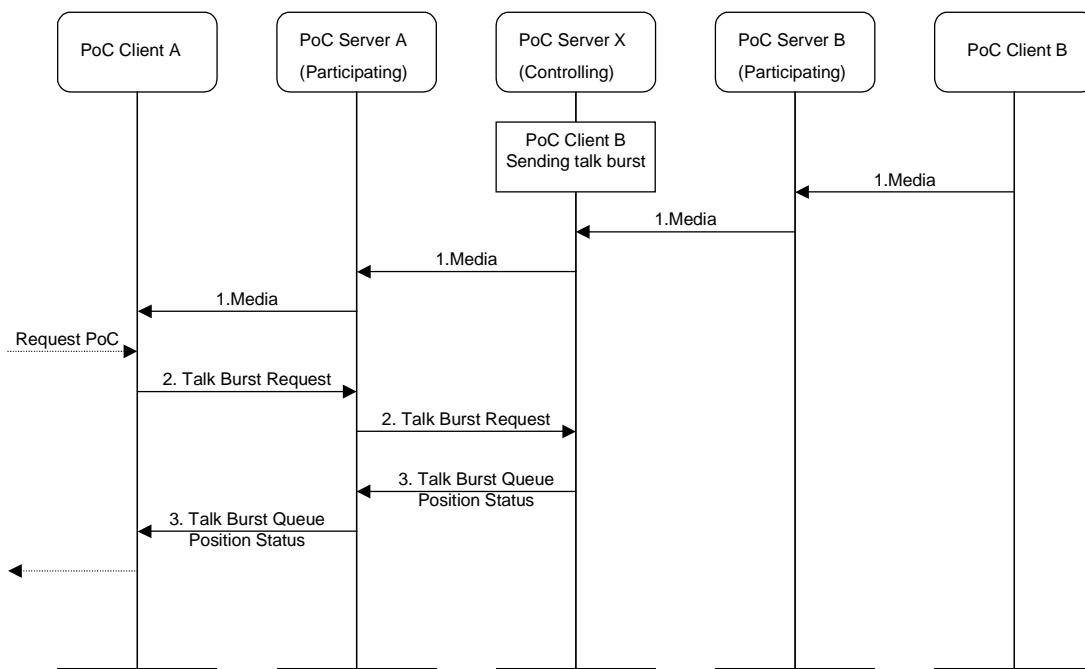 PoC Client A
PoC Server A
(Participating)
PoC Server X
(Controlling)
PoC Server B
(Participating)
PoC Client B
PoC Client B
Sending talk burst
1.Media
1.Media
1.Media
1.Media
Request PoC
2. Talk Burst Request
2. Talk Burst Request
3. Talk Burst Queue
Position Status
3. Talk Burst Queue
Position Status